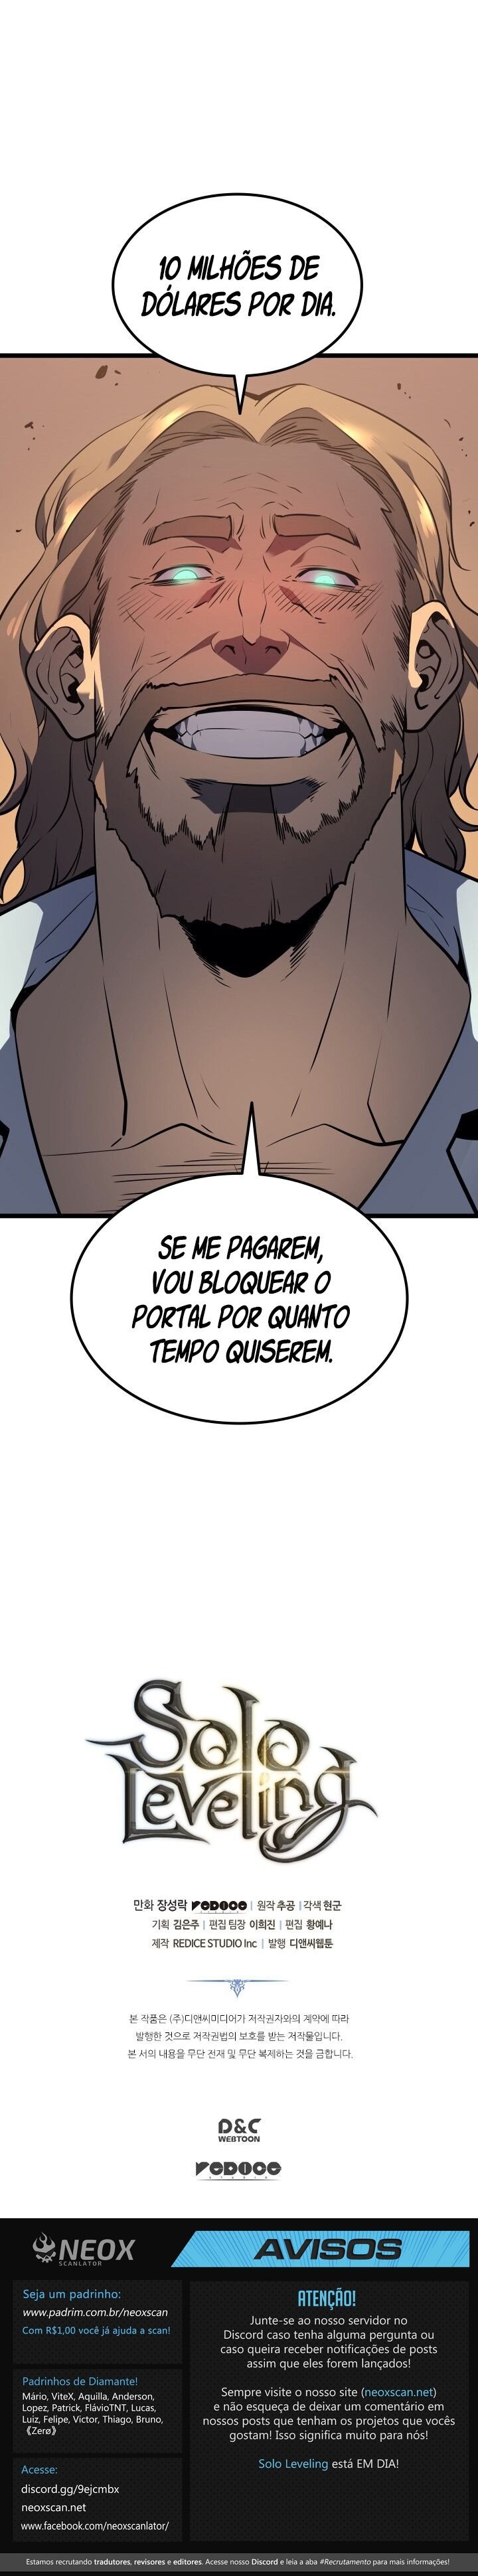 10 MILHÕES DE
DÓLARES POR DIA.
SE ME PAGAREM,
VOU BLOQUEAR O
PORTAL POR QUANTO
TEMPO QUISEREM.
Solo
Leveling
만화 장성락 REDICE | 원작 추공 | 각색 현군
기획 김은주 | 편집 팀장 이희진 | 편집 황예나
제작 REDICE STUDIO Inc | 발행 디앤씨웹툰
본 작품은 (주)디앤씨미디어가 저작권자와의 계약에 따라
발행한 것으로 저작권법의 보호를 받는 저작물입니다.
본 서의 내용을 무단 전재 및 무단 복제하는 것을 금합니다.
D&C
WEBTOON
REDICE
STUDIO
NEOX
SCANLATOR
AVISOS
Seja um padrinho:
www.padrim.com.br/neoxscan
Com R$1,00 você já ajuda a scan!
Padrinhos de Diamante!
Mário, ViteX, Aquilla, Anderson,
Lopez, Patrick, FlávioTNT, Lucas,
Luiz, Felipe, Victor, Thiago, Bruno,
《Zerø》
Acesse:
discord.gg/9ejcmbx
neoxscan.net
www.facebook.com/neoxscanlator/
ATENÇÃO!
Junte-se ao nosso servidor no
Discord caso tenha alguma pergunta ou
caso queira receber notificações de posts
assim que eles forem lançados!
Sempre visite o nosso site (neoxscan.net)
e não esqueça de deixar um comentário em
nossos posts que tenham os projetos que vocês
gostam! Isso significa muito para nós!
Solo Leveling está EM DIA!
Estamos recrutando tradutores, revisores e editores. Acesse nosso Discord e leia a aba #Recrutamento para mais informações!